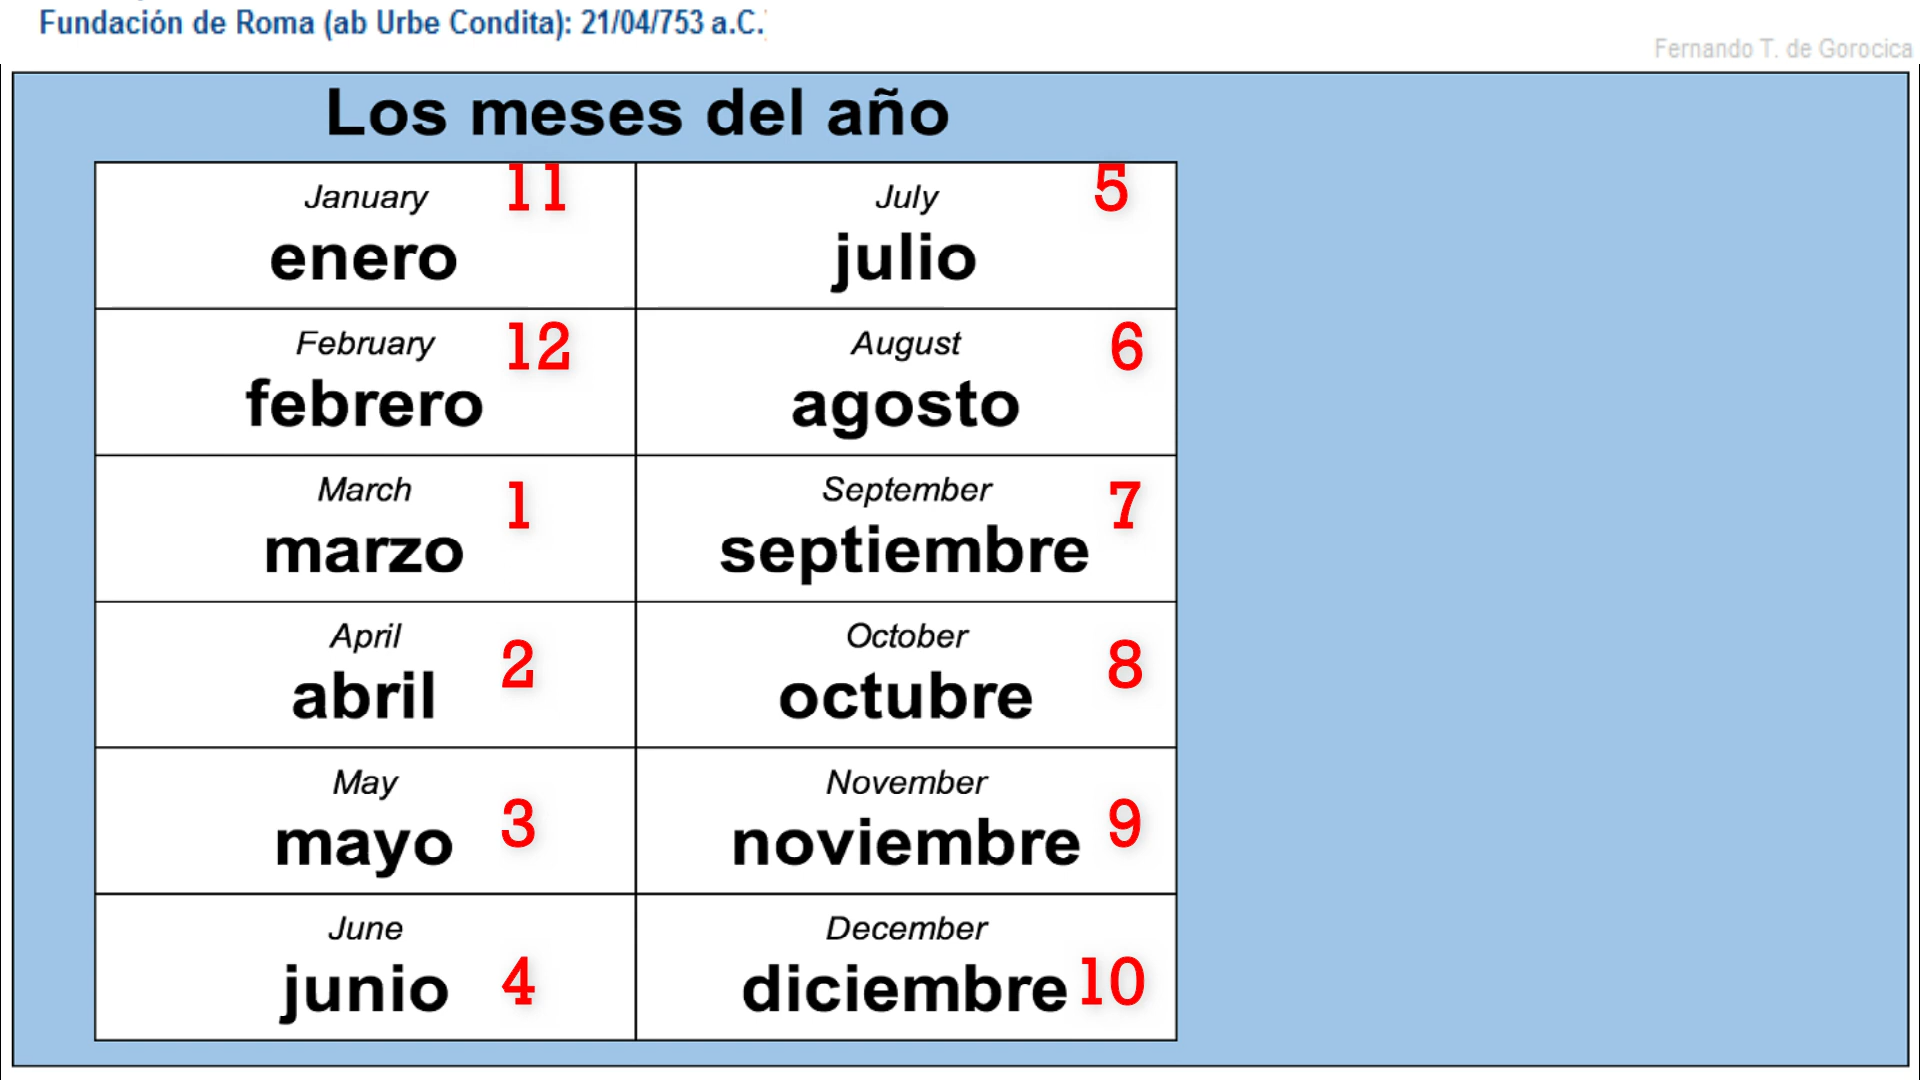 Fundación de Roma (ab Urbe Condita): 21/04/753 a.C.
Fernando T. de Gorocica
Los meses del año
January 11
enero
July 5
julio
February 12
febrero
August 6
agosto
March 1
marzo
September 7
septiembre
April 2
abril
October 8
octubre
May
mayo 3
November
noviembre 9
June
junio 4
December
diciembre 10